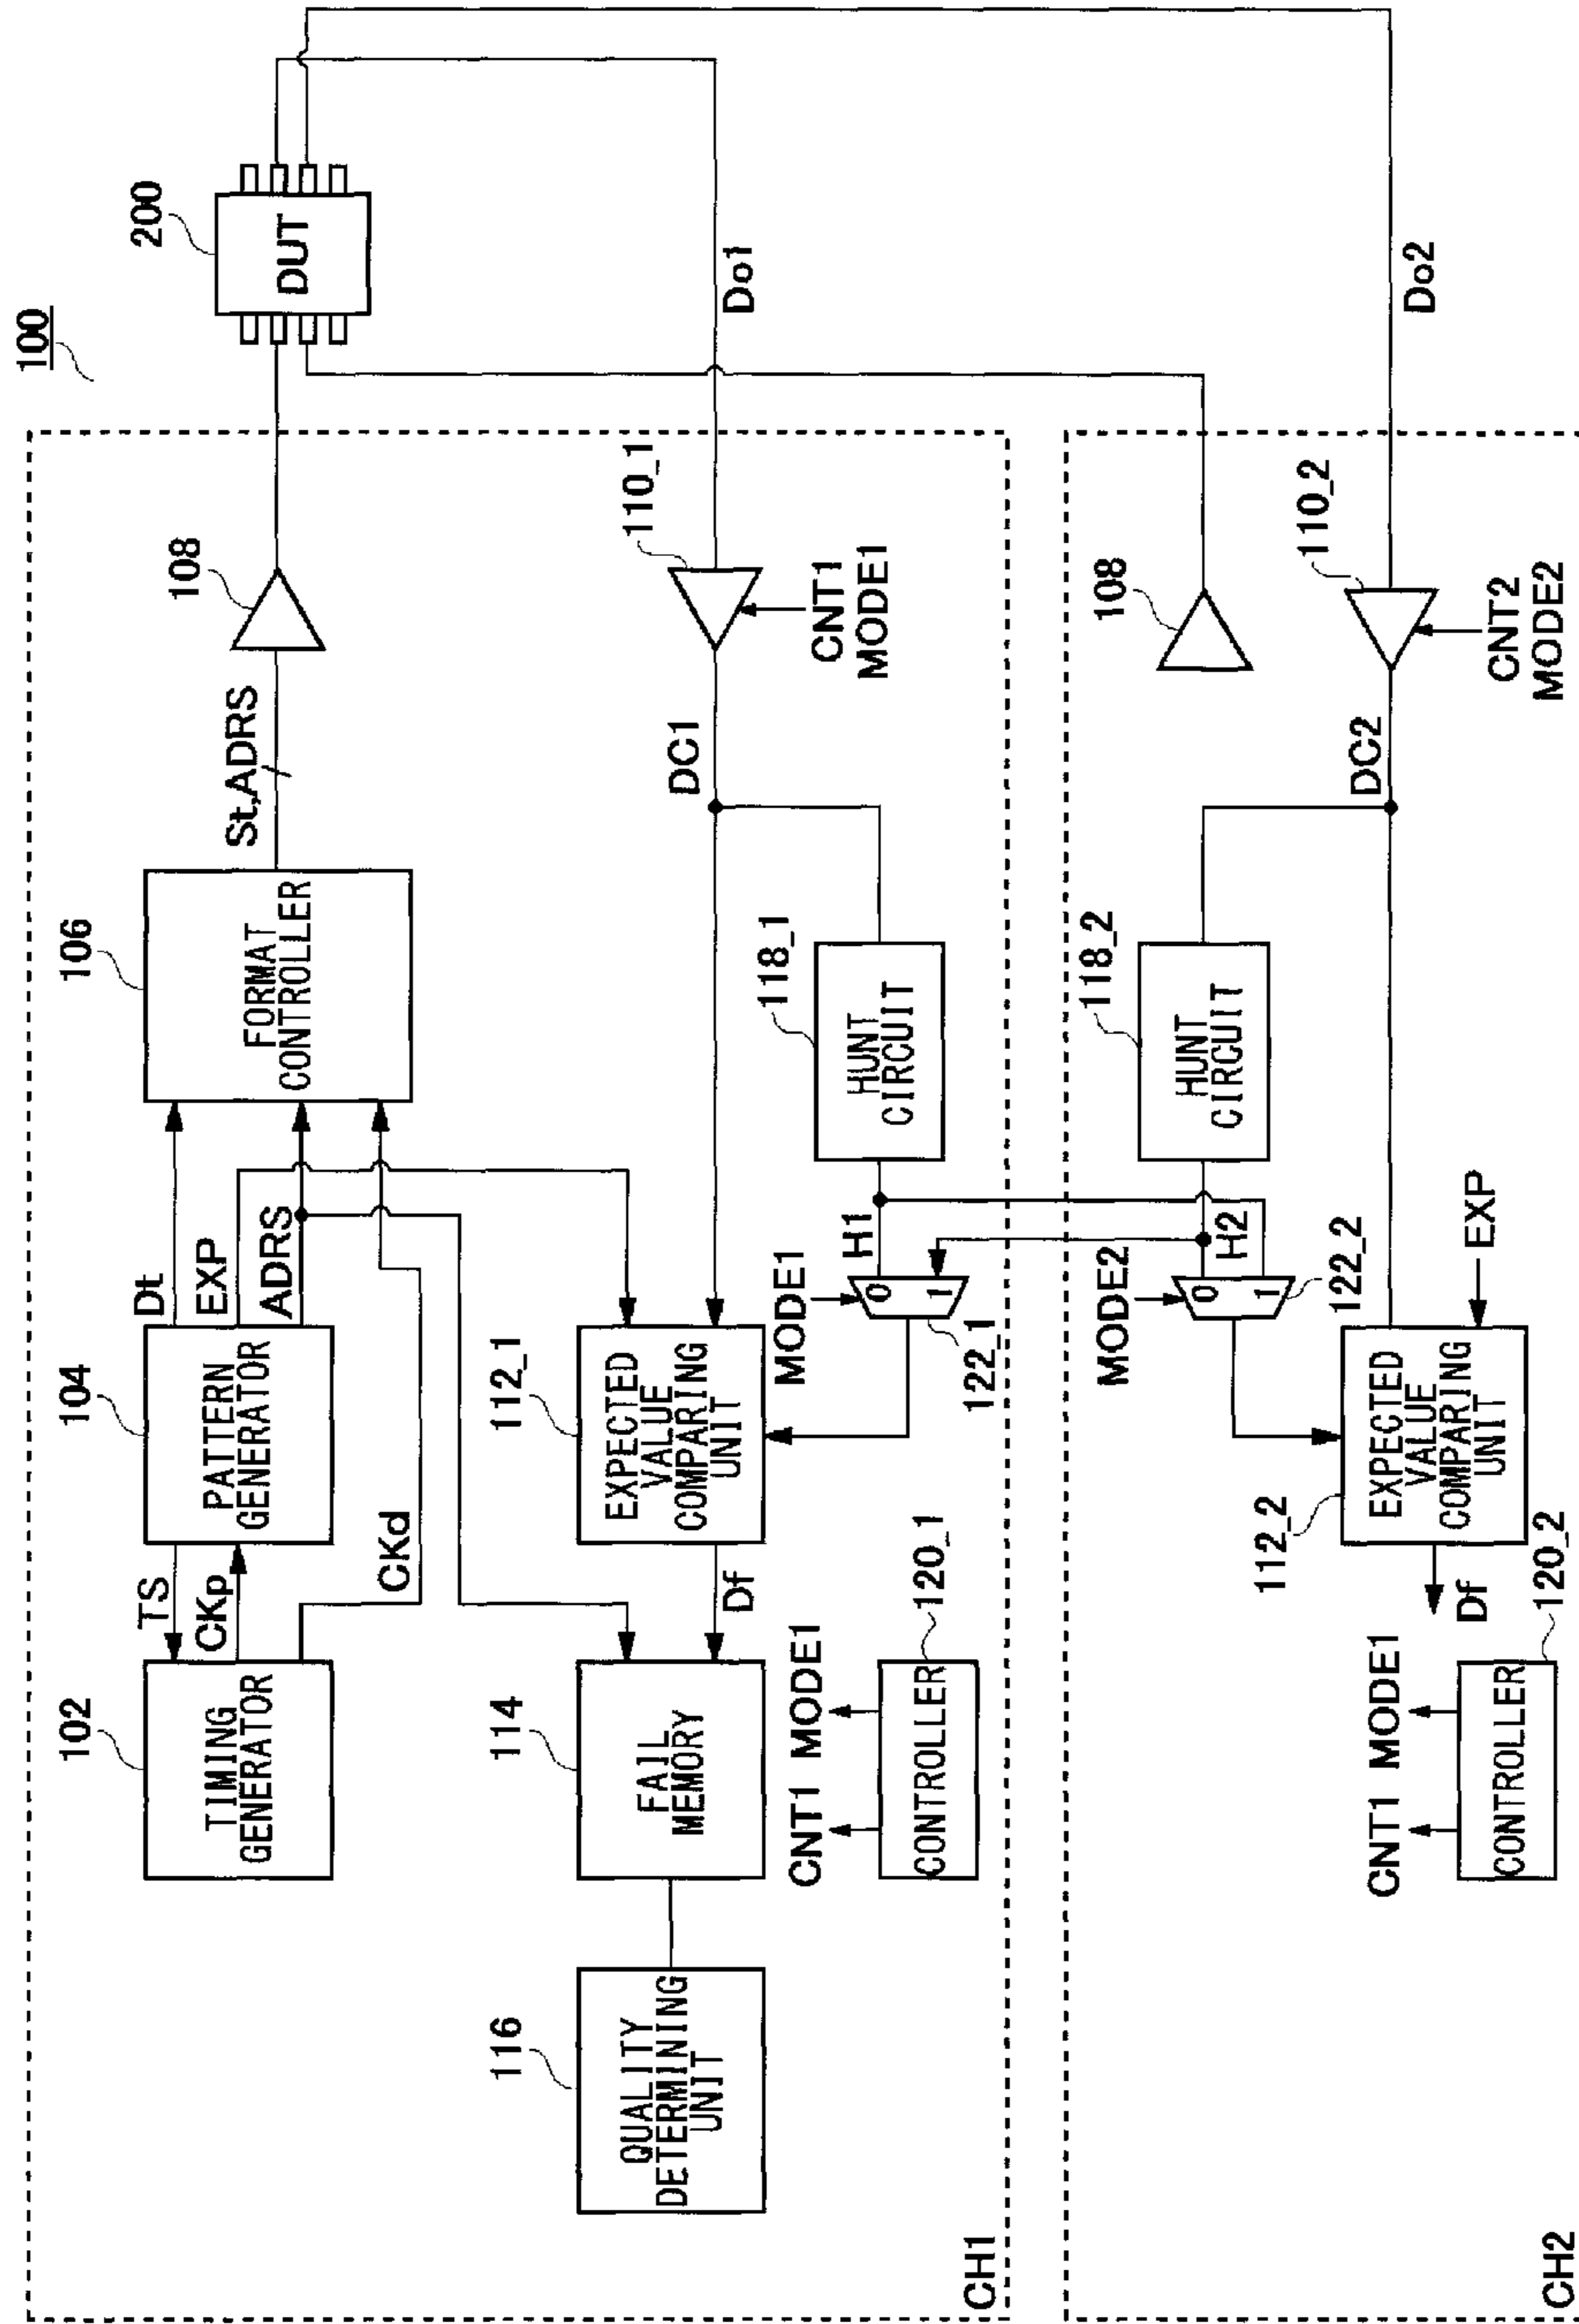 100
200
DUT
102
TIMING
GENERATOR
TS
CKp
CKd
104
PATTERN
GENERATOR
Dt
EXP
ADRS
106
FORMAT
CONTROLLER
St,ADRS
108
116
QUALITY
DETERMINING
UNIT
114
FAIL
MEMORY
Df
112_1
EXPECTED
VALUE
COMPARING
UNIT
DC1
110_1
CNT1
MODE1
Do1
CNT1 MODE1
CONTROLLER
120_1
MODE1
H1
0
1
122_1
118_1
HUNT
CIRCUIT
CH1
108
MODE2
H2
0
1
122_2
118_2
HUNT
CIRCUIT
DC2
110_2
CNT2
MODE2
Do2
EXP
112_2
EXPECTED
VALUE
COMPARING
UNIT
Df
CNT1 MODE1
CONTROLLER
120_2
CH2